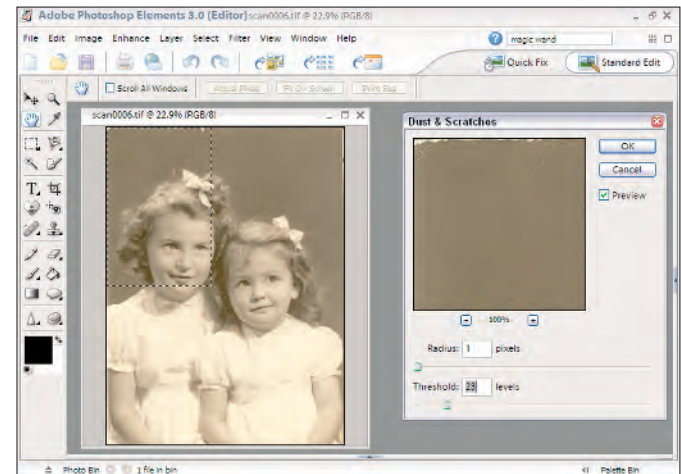 Adobe Photoshop Elements 3.0 (Editor) scan0006.tif @ 22.9% (RGB/8)
File Edit Image Enhance Layer Select Filter View Window Help
magic wand
Quick Fix
Standard Edit
Scroll All Windows
Actual Pixels
Fit On Screen
Print Size
scan0006.tif @ 22.9% (RGB/8)
Dust & Scratches
OK
Cancel
Preview
100%
Radius: 1 pixels
Threshold: 23 levels
Photo Bin
1 file in bin
Palette Bin